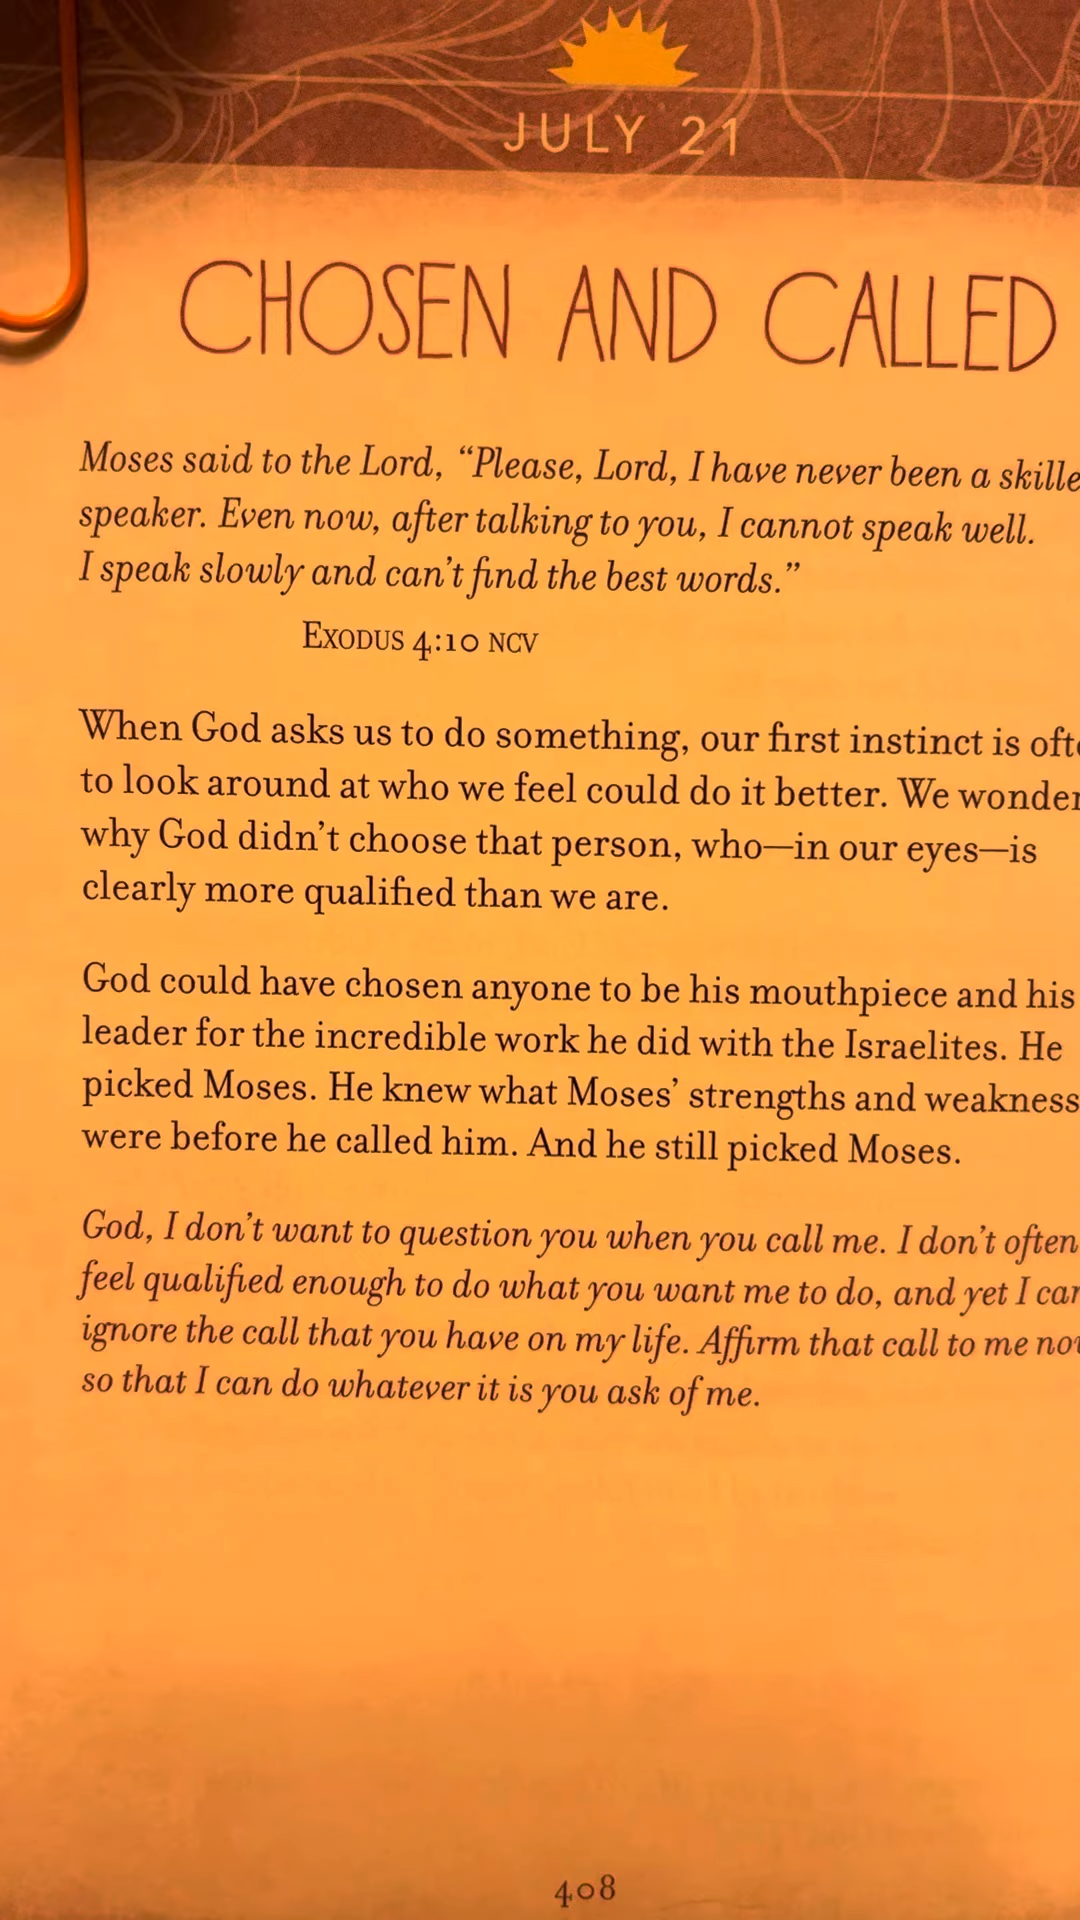 JULY 21
CHOSEN AND CALLED
Moses said to the Lord, “Please, Lord, I have never been a skille
speaker. Even now, after talking to you, I cannot speak well.
I speak slowly and can’t find the best words.”
EXODUS 4:10 NCV
When God asks us to do something, our first instinct is ofte
to look around at who we feel could do it better. We wonder
why God didn’t choose that person, who—in our eyes—is
clearly more qualified than we are.
God could have chosen anyone to be his mouthpiece and his
leader for the incredible work he did with the Israelites. He
picked Moses. He knew what Moses’ strengths and weakness
were before he called him. And he still picked Moses.
God, I don’t want to question you when you call me. I don’t often
feel qualified enough to do what you want me to do, and yet I can
ignore the call that you have on my life. Affirm that call to me now
so that I can do whatever it is you ask of me.
408